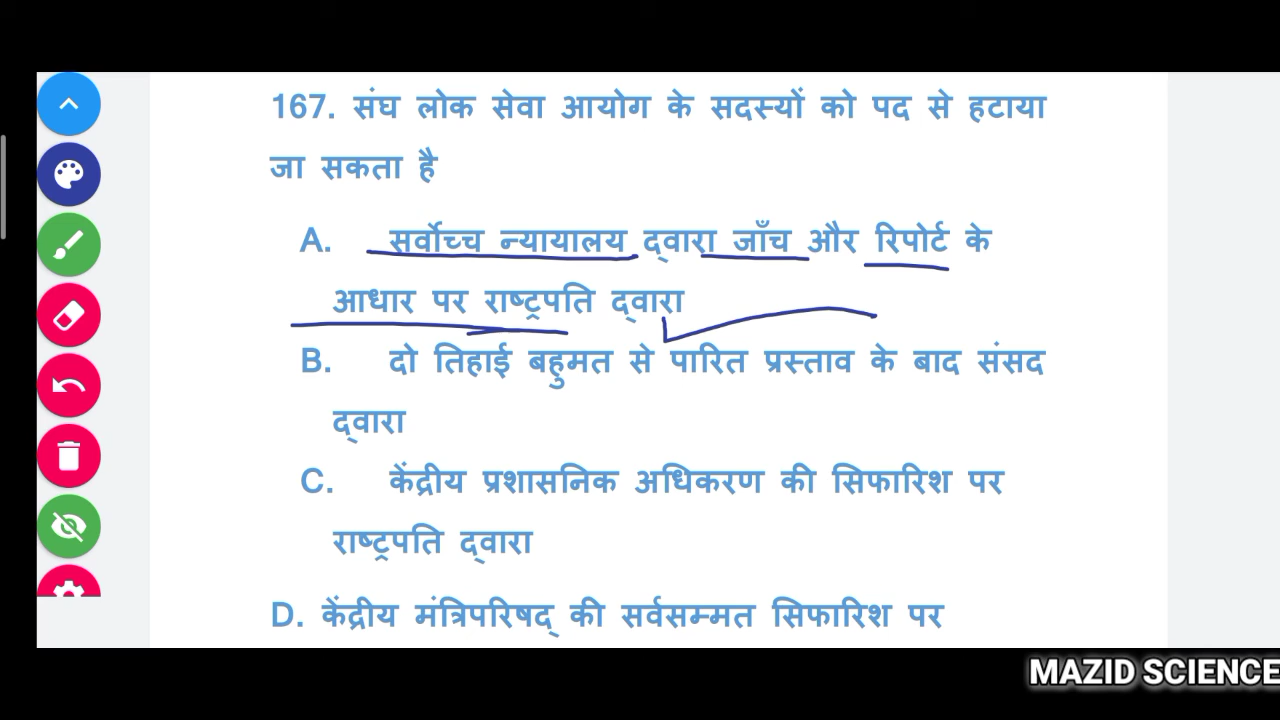 167. संघ लोक सेवा आयोग के सदस्यों को पद से हटाया
जा सकता है
A. सर्वोच्च न्यायालय द्वारा जाँच और रिपोर्ट के
आधार पर राष्ट्रपति द्वारा
B. दो तिहाई बहुमत से पारित प्रस्ताव के बाद संसद
द्वारा
C. केंद्रीय प्रशासनिक अधिकरण की सिफारिश पर
राष्ट्रपति द्वारा
D. केंद्रीय मंत्रिपरिषद् की सर्वसम्मत सिफारिश पर
MAZID SCIENCE